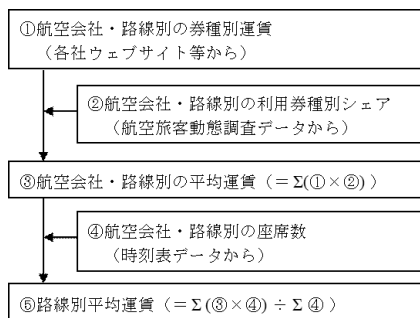 ①航空会社・路線別の券種別運賃
（各社ウェブサイト等から）
②航空会社・路線別の利用券種別シェア
（航空旅客動態調査データから）
③航空会社・路線別の平均運賃（＝Σ(①×②)）
④航空会社・路線別の座席数
（時刻表データから）
⑤路線別平均運賃（＝Σ(③×④)÷Σ④）